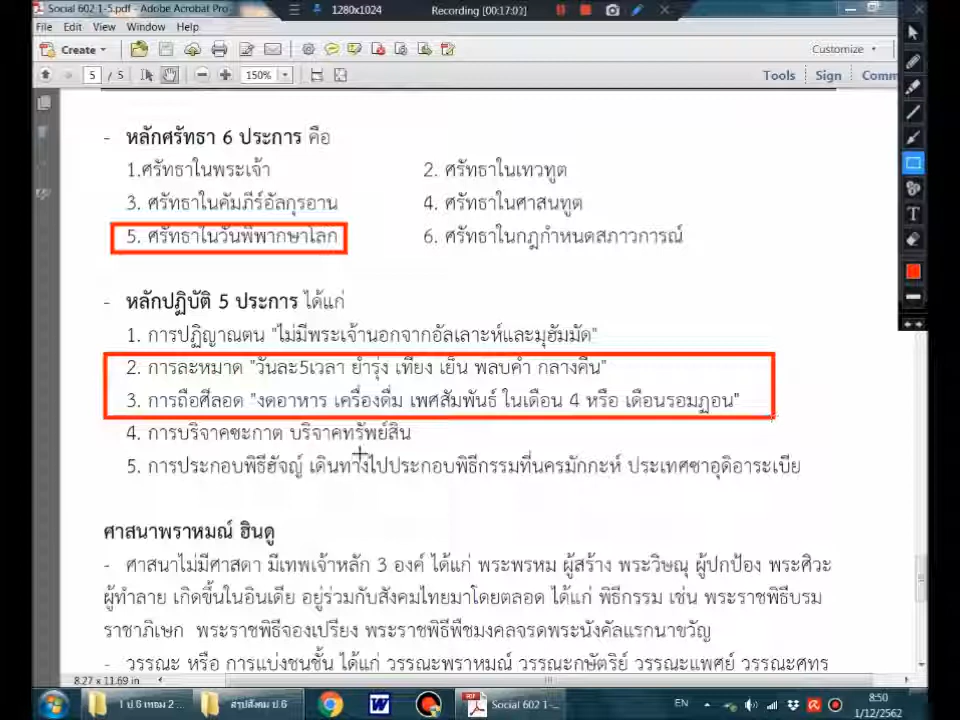 Social 602 1-5.pdf - Adobe Acrobat Pro
1280x1024
Recording [00:17:03]
File Edit View Window Help
Create
Customize
5 / 5
150%
Tools Sign Comm
- หลักศรัทธา 6 ประการ คือ
1.ศรัทธาในพระเจ้า 2. ศรัทธาในเทวทูต
3. ศรัทธาในคัมภีร์อัลกุรอาน 4. ศรัทธาในศาสนทูต
5. ศรัทธาในวันพิพากษาโลก 6. ศรัทธาในกฎกำหนดสภาวการณ์
- หลักปฏิบัติ 5 ประการ ได้แก่
1. การปฏิญาณตน "ไม่มีพระเจ้านอกจากอัลเลาะห์และมุฮัมมัด"
2. การละหมาด "วันละ5เวลา ย่ำรุ่ง เที่ยง เย็น พลบค่ำ กลางคืน"
3. การถือศีลอด "งดอาหาร เครื่องดื่ม เพศสัมพันธ์ ในเดือน 4 หรือ เดือนรอมฎอน"
4. การบริจาคซะกาต บริจาคทรัพย์สิน
5. การประกอบพิธีฮัจญ์ เดินทางไปประกอบพิธีกรรมที่นครมักกะห์ ประเทศซาอุดิอาระเบีย
ศาสนาพราหมณ์ ฮินดู
- ศาสนาไม่มีศาสดา มีเทพเจ้าหลัก 3 องค์ ได้แก่ พระพรหม ผู้สร้าง พระวิษณุ ผู้ปกป้อง พระศิวะ
ผู้ทำลาย เกิดขึ้นในอินเดีย อยู่ร่วมกับสังคมไทยมาโดยตลอด ได้แก่ พิธีกรรม เช่น พระราชพิธีบรม
ราชาภิเษก พระราชพิธีจองเปรียง พระราชพิธีพืชมงคลจรดพระนังคัลแรกนาขวัญ
- วรรณะ หรือ การแบ่งชนชั้น ได้แก่ วรรณะพราหมณ์ วรรณะกษัตริย์ วรรณะแพศย์ วรรณะศูทร
8.27 x 11.69 in
1 ป.6 เทอม 2 ...
สรุปสังคม ป.6
Social 602 1-...
EN
8:50
1/12/2562